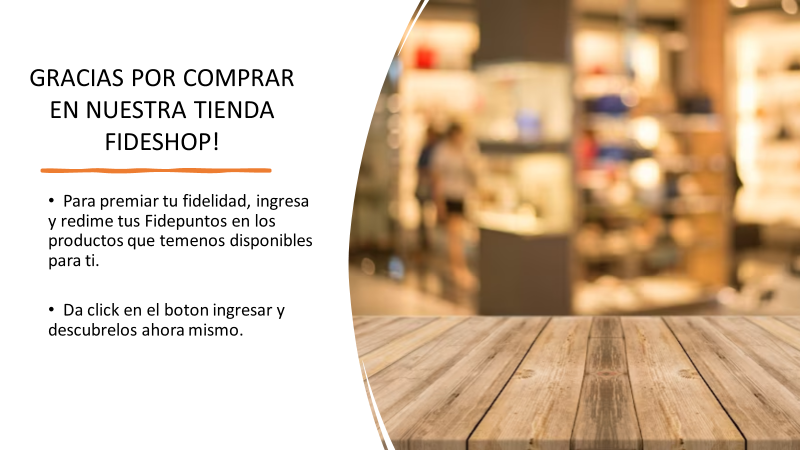 GRACIAS POR COMPRAR
EN NUESTRA TIENDA
FIDESHOP!
• Para premiar tu fidelidad, ingresa
y redime tus Fidepuntos en los
productos que temenos disponibles
para ti.
• Da click en el boton ingresar y
descubrelos ahora mismo.